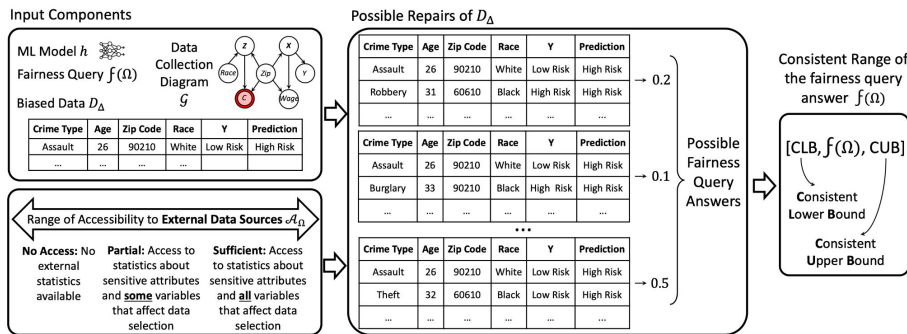 Input Components
ML Model h
Fairness Query f(Ω)
Biased Data D_Δ
Data
Collection
Diagram
G
Z
X
Race
Zip
Y
C
Wage
Crime Type Age Zip Code Race Y Prediction
Assault 26 90210 White Low Risk High Risk
... ... ... ... ... ...
Range of Accessibility to External Data Sources A_Ω
No Access: No
external
statistics
available
Partial: Access to
statistics about
sensitive attributes
and some variables
that affect data
selection
Sufficient: Access
to statistics about
sensitive attributes
and all variables
that affect data
selection
Possible Repairs of D_Δ
Crime Type Age Zip Code Race Y Prediction
Assault 26 90210 White Low Risk High Risk
Robbery 31 60610 Black High Risk High Risk
... ... ... ... ... ...
→ 0.2
Crime Type Age Zip Code Race Y Prediction
Assault 26 90210 White Low Risk High Risk
Burglary 33 90210 Black High Risk High Risk
... ... ... ... ... ...
→ 0.1
...
Crime Type Age Zip Code Race Y Prediction
Assault 26 90210 White Low Risk High Risk
Theft 32 60610 Black Low Risk High Risk
... ... ... ... ... ...
→ 0.5
Possible
Fairness
Query
Answers
Consistent Range of
the fairness query
answer f(Ω)
[CLB, f(Ω), CUB]
Consistent
Lower Bound
Consistent
Upper Bound